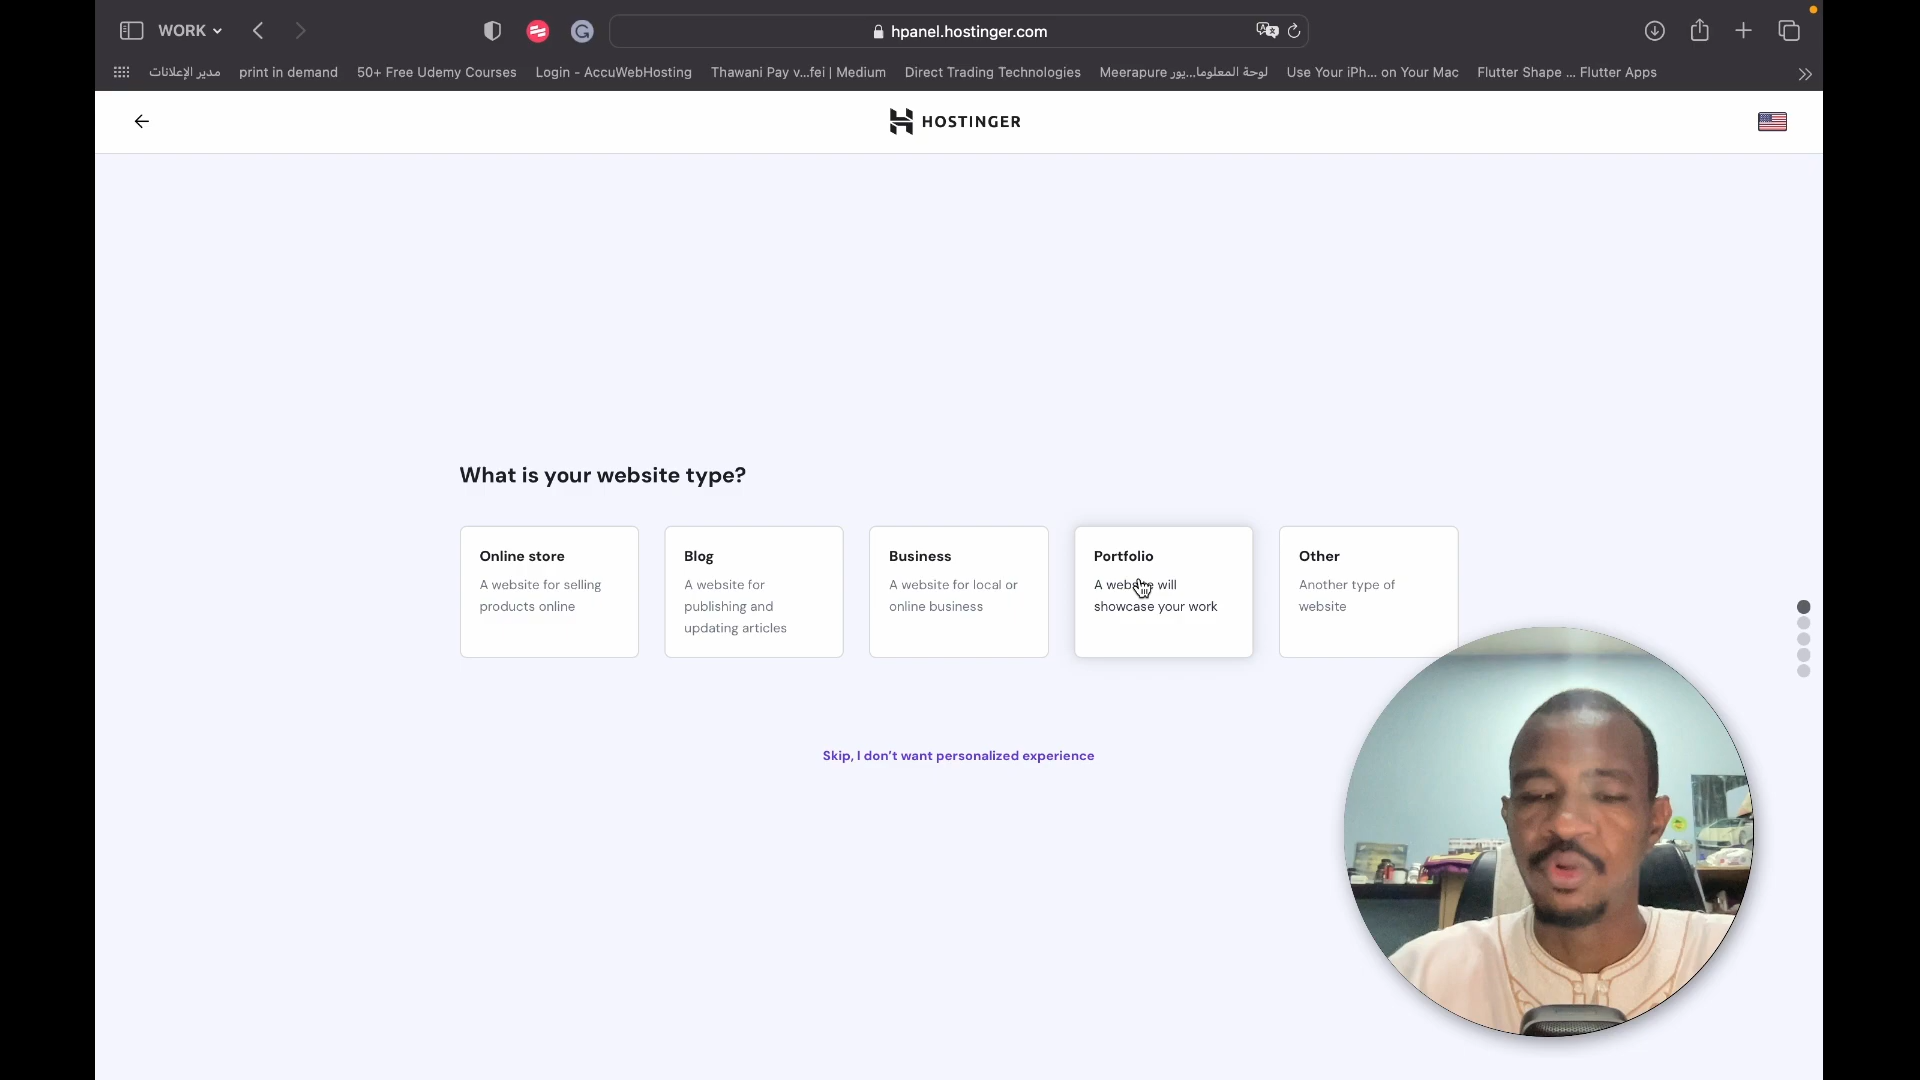 WORK
hpanel.hostinger.com
مدير الإعلانات
print in demand
50+ Free Udemy Courses
Login - AccuWebHosting
Thawani Pay v...fei | Medium
Direct Trading Technologies
Meerapure لوحة المعلوما...يور
Use Your iPh... on Your Mac
Flutter Shape ... Flutter Apps
HOSTINGER
What is your website type?
Online store
A website for selling
products online
Blog
A website for
publishing and
updating articles
Business
A website for local or
online business
Portfolio
A website will
showcase your work
Other
Another type of
website
Skip, I don't want personalized experience